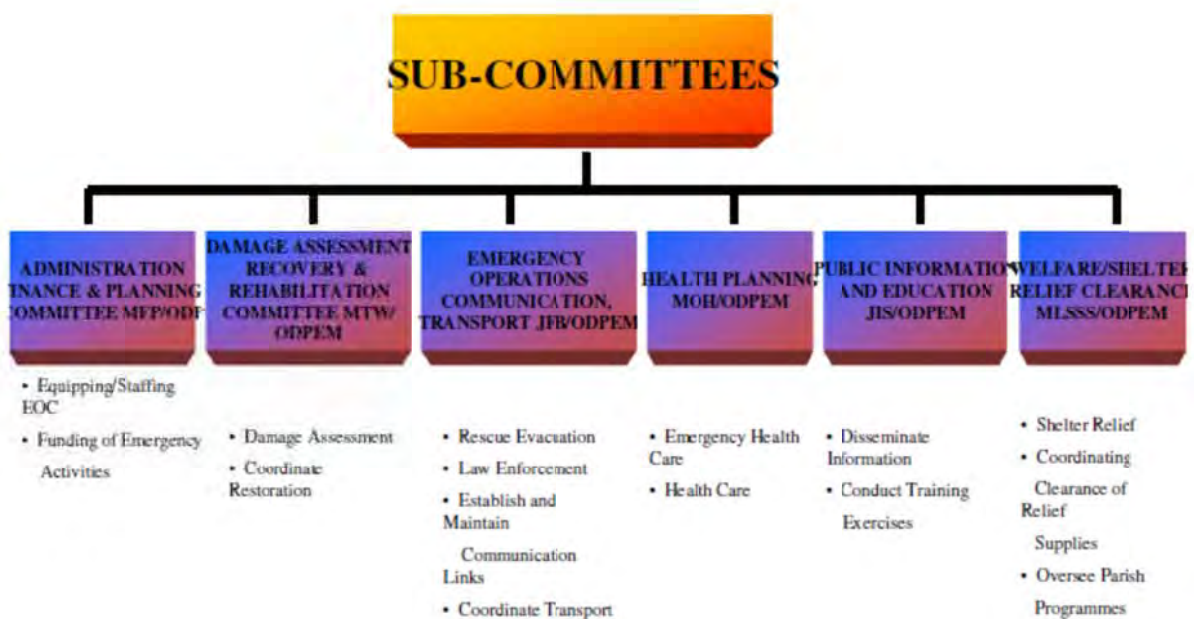 SUB-COMMITTEES
ADMINISTRATION
INANCE & PLANNING
COMMITTEE MFP/ODP
• Equipping/Staffing
EOC
• Funding of Emergency
Activities
DAMAGE ASSESSMENT
RECOVERY &
REHABILITATION
COMMITTEE MTW/
ODPEM
• Damage Assessment
• Coordinate
Restoration
EMERGENCY
OPERATIONS
COMMUNICATION,
TRANSPORT JFB/ODPEM
• Rescue Evacuation
• Law Enforcement
• Establish and
Maintain
Communication
Links
• Coordinate Transport
HEALTH PLANNING
MOH/ODPEM
• Emergency Health
Care
• Health Care
PUBLIC INFORMATION
AND EDUCATION
JIS/ODPEM
• Disseminate
Information
• Conduct Training
Exercises
WELFARE/SHELTER
RELIEF CLEARANC
MLSSS/ODPEM
• Shelter Relief
• Coordinating
Clearance of
Relief
Supplies
• Oversee Parish
Programmes